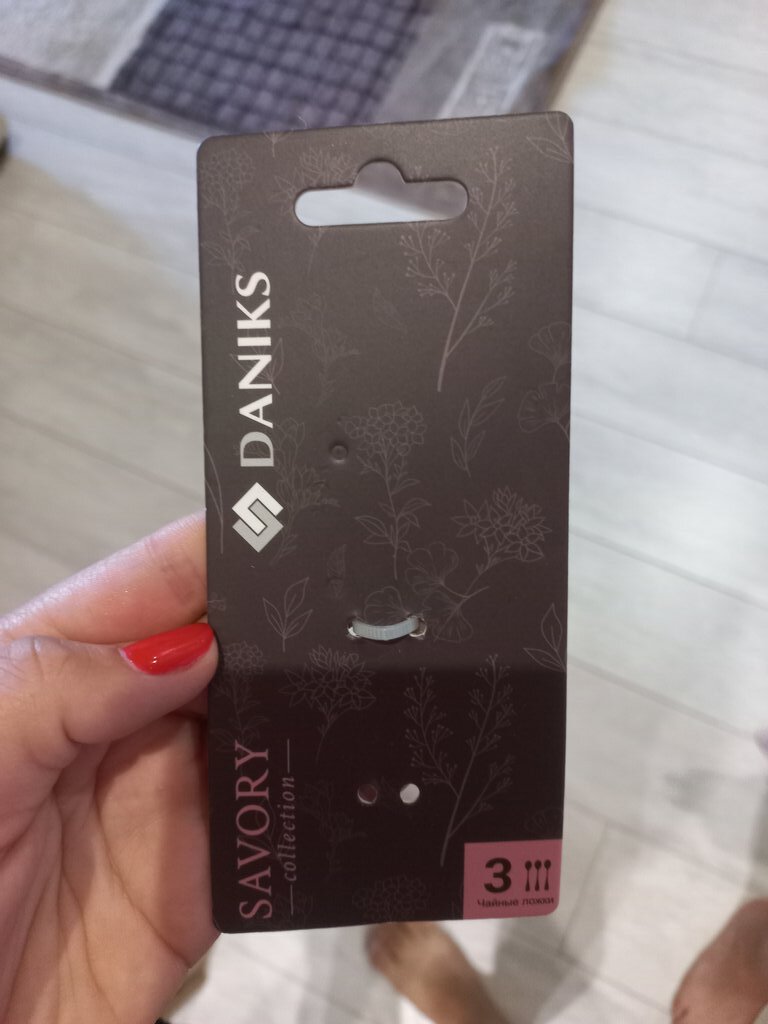 DANIKS
SAVORY
collection
3
Чайные ложки